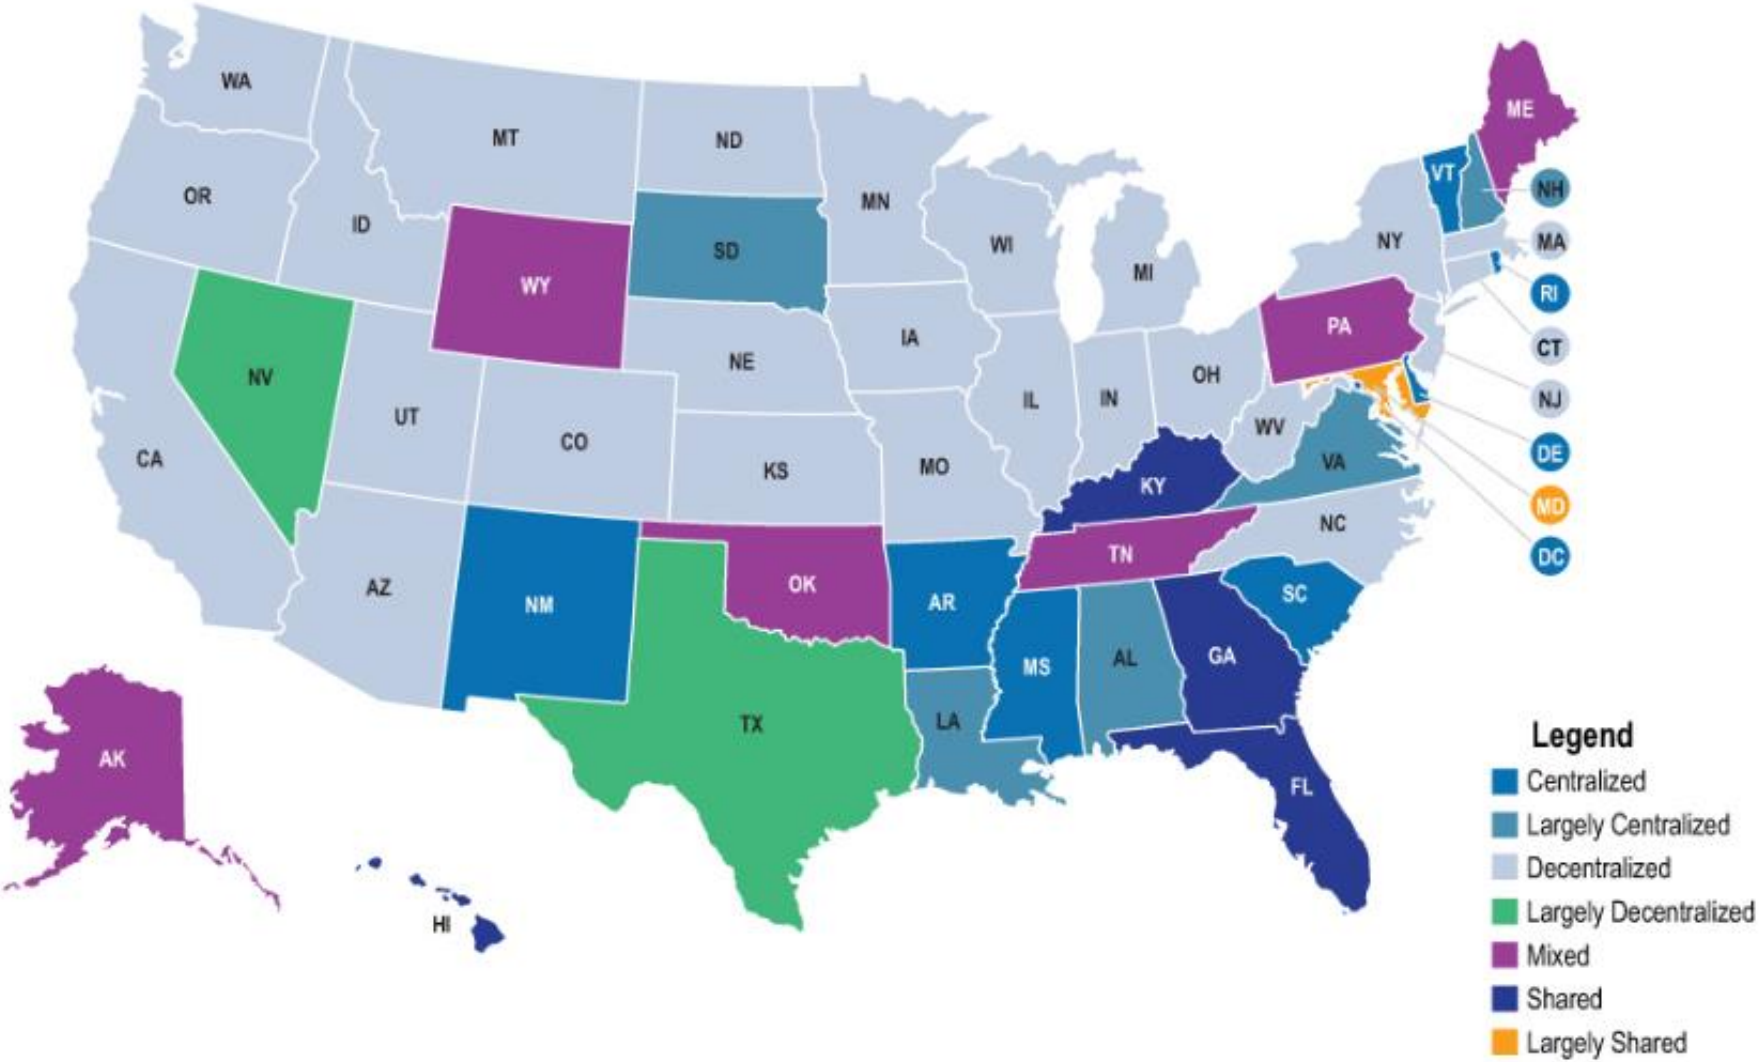 WA
MT
ND
MN
OR
ID
SD
WI
MI
NY
VT
ME
NH
MA
RI
CT
NJ
DE
MD
DC
WY
NE
IA
PA
NV
UT
CO
KS
MO
IL
IN
OH
WV
VA
KY
CA
AZ
NM
OK
AR
TN
NC
SC
TX
LA
MS
AL
GA
FL
AK
HI
Legend
Centralized
Largely Centralized
Decentralized
Largely Decentralized
Mixed
Shared
Largely Shared